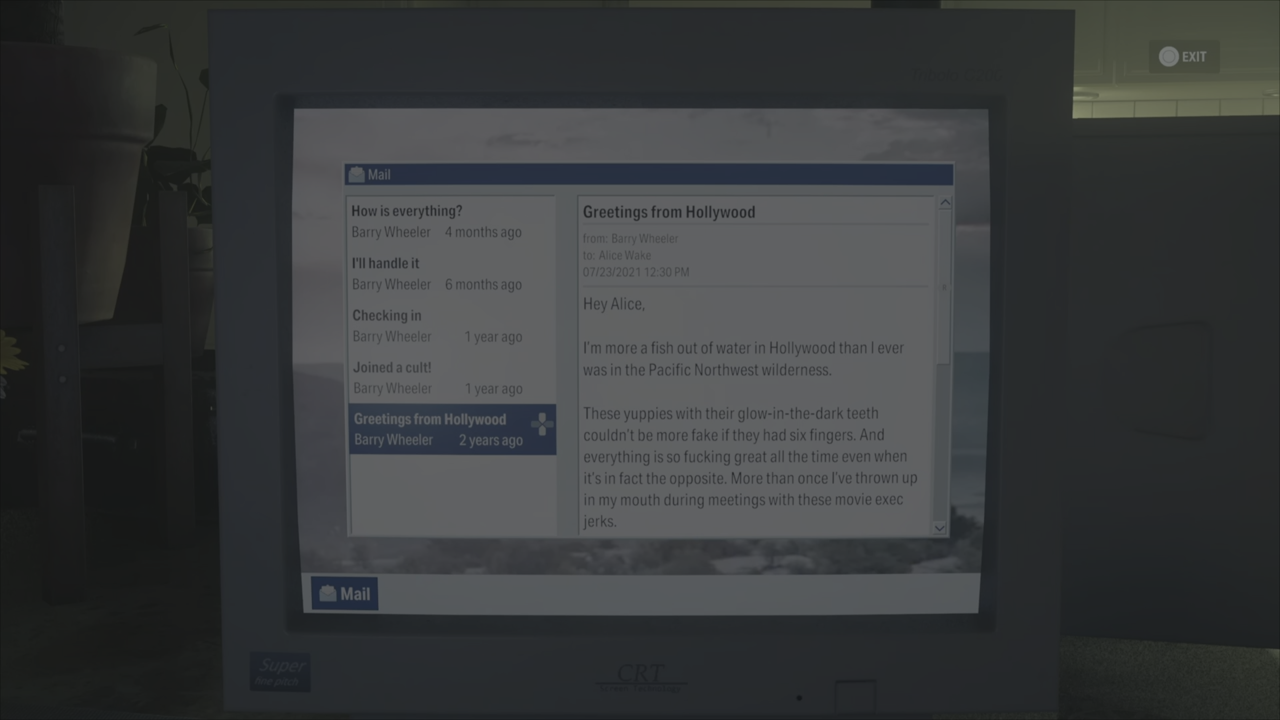 EXIT
Mail
How is everything?
Barry Wheeler 4 months ago
I'll handle it
Barry Wheeler 6 months ago
Checking in
Barry Wheeler 1 year ago
Joined a cult!
Barry Wheeler 1 year ago
Greetings from Hollywood
Barry Wheeler 2 years ago
Greetings from Hollywood
from: Barry Wheeler
to: Alice Wake
07/23/2021 12:30 PM
Hey Alice,
I'm more a fish out of water in Hollywood than I ever
was in the Pacific Northwest wilderness.
These yuppies with their glow-in-the-dark teeth
couldn't be more fake if they had six fingers. And
everything is so fucking great all the time even when
it's in fact the opposite. More than once I've thrown up
in my mouth during meetings with these movie exec
jerks.
Mail
Super
fine pitch
CRT
Screen Technology